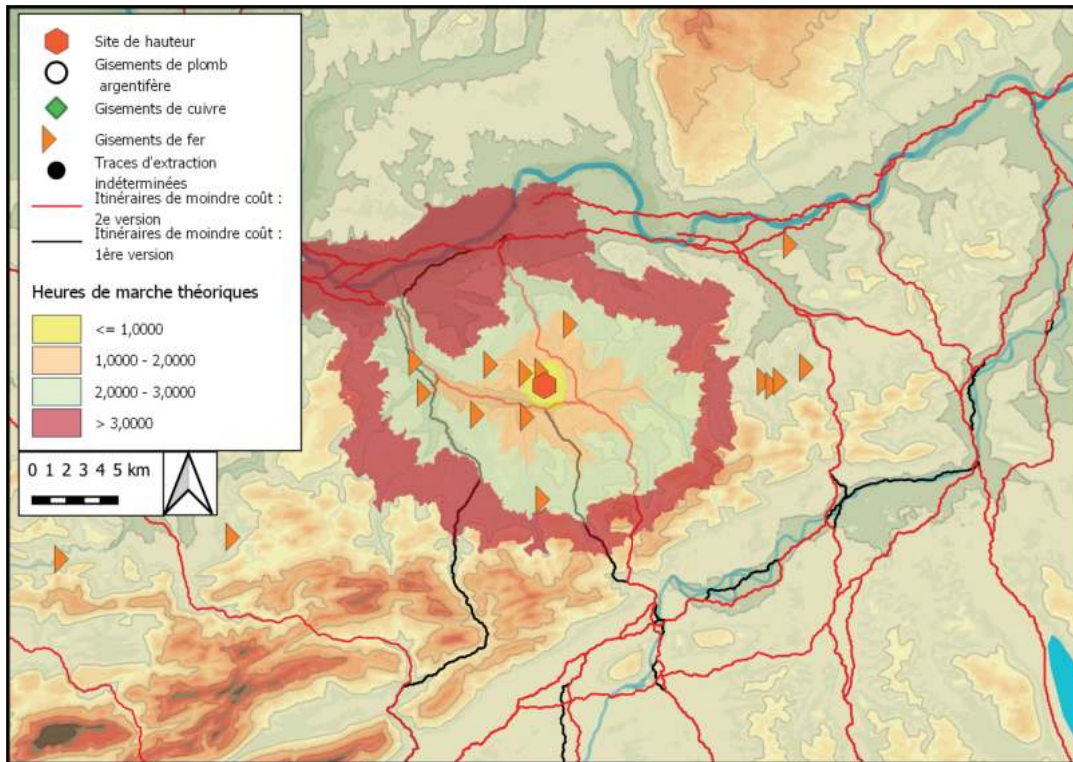 Site de hauteur
Gisements de plomb
argentifère
Gisements de cuivre
Gisements de fer
Traces d'extraction
indéterminées
Itinéraires de moindre coût :
2e version
Itinéraires de moindre coût :
1ère version
Heures de marche théoriques
<= 1,0000
1,0000 - 2,0000
2,0000 - 3,0000
> 3,0000
0 1 2 3 4 5 km